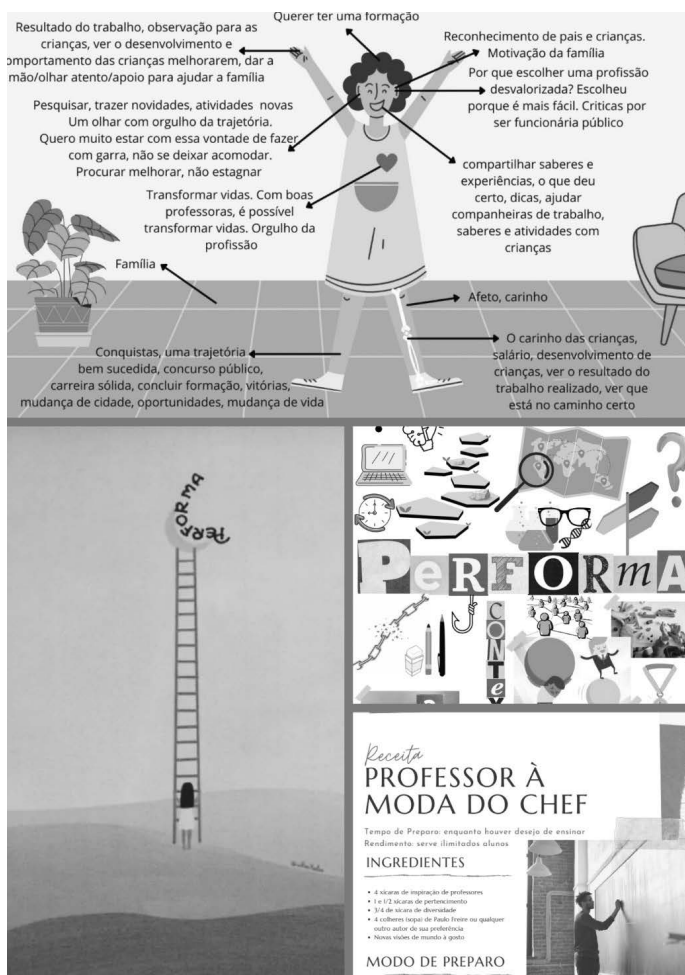 Querer ter uma formação
Resultado do trabalho, observação para as
crianças, ver o desenvolvimento e
omportamento das crianças melhorarem, dar a
mão/olhar atento/apoio para ajudar a família
Reconhecimento de pais e crianças.
Motivação da família
Por que escolher uma profissão
desvalorizada? Escolheu
porque é mais fácil. Criticas por
ser funcionária público
Pesquisar, trazer novidades, atividades novas
Um olhar com orgulho da trajetória.
Quero muito estar com essa vontade de fazer
com garra, não se deixar acomodar.
Procurar melhorar, não estagnar
compartilhar saberes e
experiências, o que deu
certo, dicas, ajudar
companheiras de trabalho,
saberes e atividades com
crianças
Transformar vidas. Com boas
professoras, é possível
transformar vidas. Orgulho da
profissão
Família
Afeto, carinho
Conquistas, uma trajetória
bem sucedida, concurso público,
carreira sólida, concluir formação, vitórias,
mudança de cidade, oportunidades, mudança de vida
O carinho das crianças,
salário, desenvolvimento de
crianças, ver o resultado do
trabalho realizado, ver que
está no caminho certo
PERFORMA
?
PeRFORmA
CONTeY
Receita
PROFESSOR À
MODA DO CHEF
Tempo de Preparo: enquanto houver desejo de ensinar
Rendimento: serve ilimitados alunos
INGREDIENTES
• 4 xícaras de inspiração de professores
• 1 e 1/2 xícaras de pertencimento
• 3/4 de xícara de diversidade
• 4 colheres (sopa) de Paulo Freire ou qualquer
outro autor de sua preferência
• Novas visões de mundo à gosto
MODO DE PREPARO